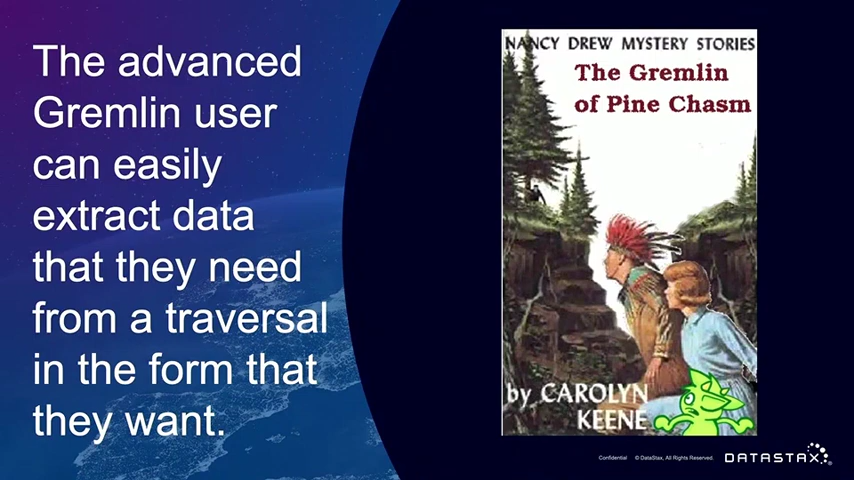 The advanced
Gremlin user
can easily
extract data
that they need
from a traversal
in the form that
they want.
NANCY DREW MYSTERY STORIES
The Gremlin
of Pine Chasm
by CAROLYN
KEENE
Confidential © DataStax, All Rights Reserved. DATASTAX